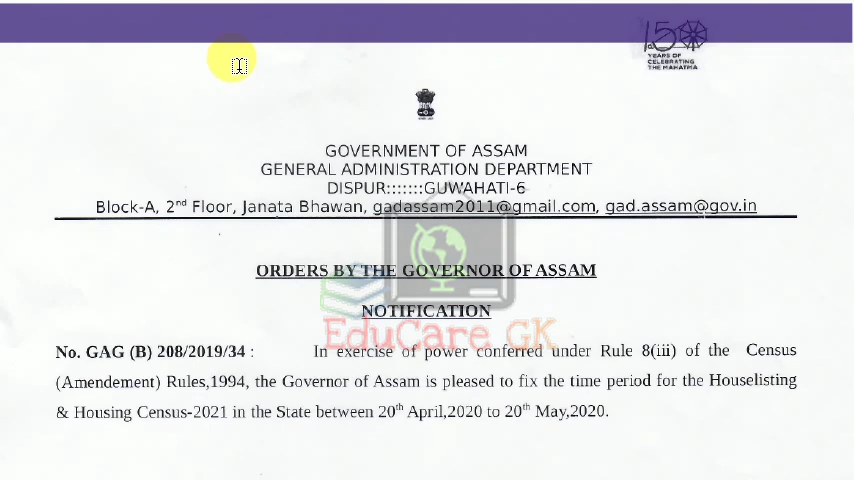 150
YEARS OF
CELEBRATING
THE MAHATMA
GOVERNMENT OF ASSAM
GENERAL ADMINISTRATION DEPARTMENT
DISPUR:::::::GUWAHATI-6
Block-A, 2nd Floor, Janata Bhawan, gadassam2011@gmail.com, gad.assam@gov.in
ORDERS BY THE GOVERNOR OF ASSAM
NOTIFICATION
EduCare GK
No. GAG (B) 208/2019/34 : In exercise of power conferred under Rule 8(iii) of the Census
(Amendement) Rules,1994, the Governor of Assam is pleased to fix the time period for the Houselisting
& Housing Census-2021 in the State between 20th April,2020 to 20th May,2020.